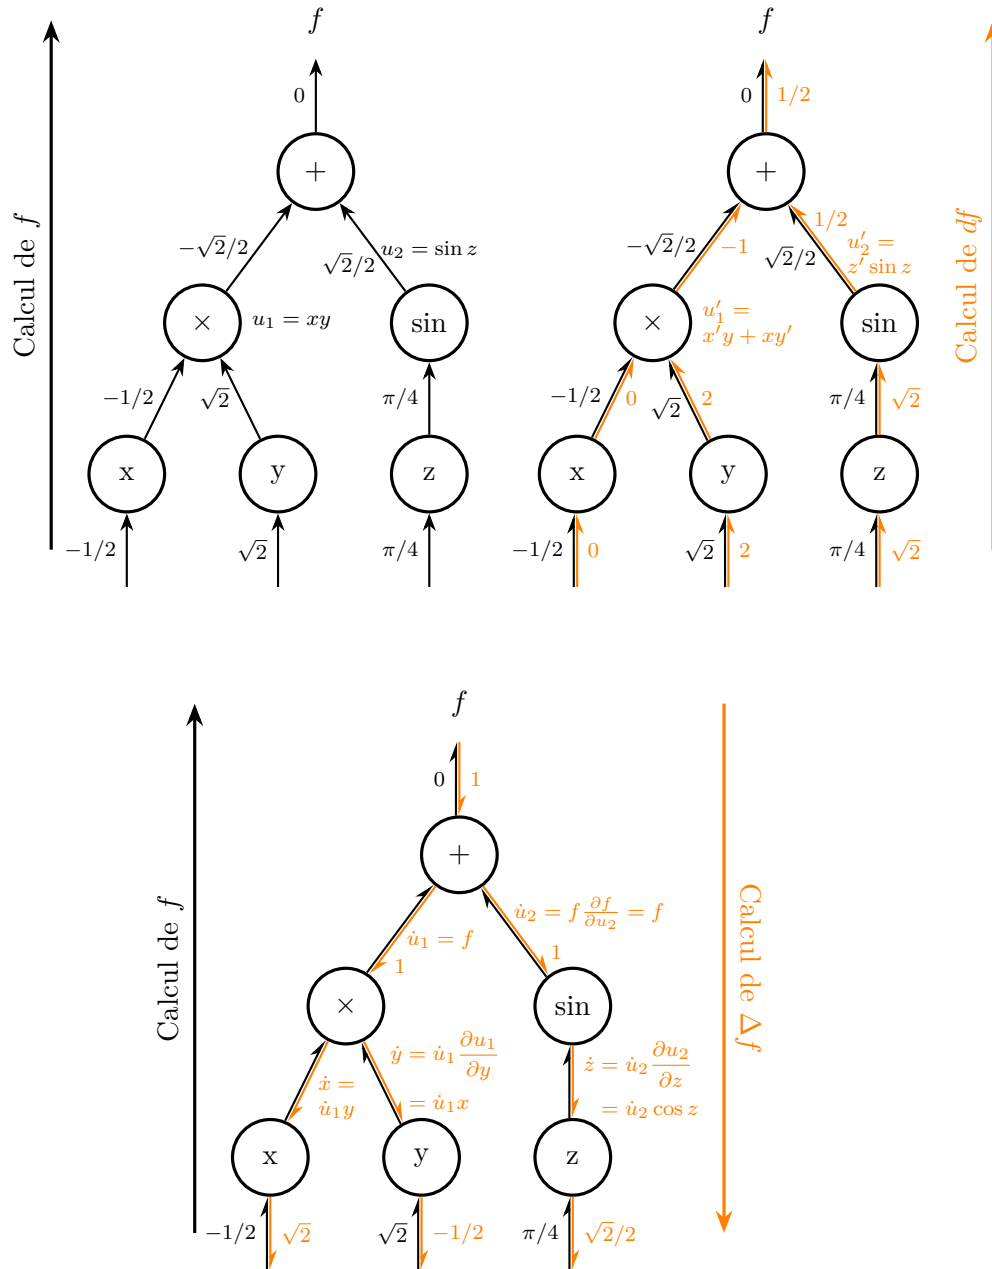 f
0
+
−√2/2
√2/2
u₂ = sin z
×
u₁ = xy
sin
−1/2
√2
π/4
x
y
z
−1/2
√2
π/4
Calcul de f
f
0
1/2
+
−√2/2
−1
√2/2
1/2
u′₂ =
z′ sin z
×
u′₁ =
x′y + xy′
sin
−1/2
0
√2
2
π/4
√2
x
y
z
−1/2
0
√2
2
π/4
√2
Calcul de df
f
0
1
+
u̇₁ = f
1
u̇₂ = f ∂f/∂u₂ = f
1
×
sin
ẋ =
u̇₁y
ẏ = u̇₁ ∂u₁/∂y
= u̇₁x
ż = u̇₂ ∂u₂/∂z
= u̇₂ cos z
x
y
z
−1/2
√2
√2
−1/2
π/4
√2/2
Calcul de f
Calcul de Δf